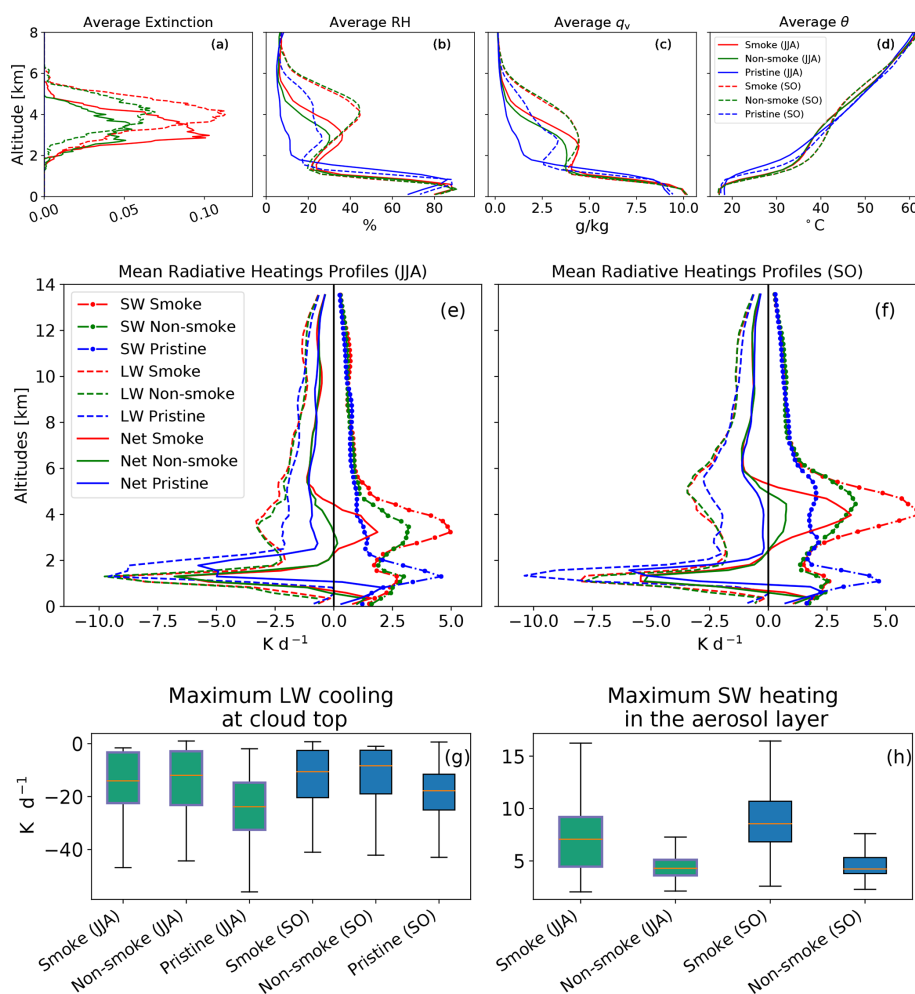 Average Extinction
Average RH
Average qv
Average θ
(a)
(b)
(c)
(d)
Altitude [km]
8
6
4
2
0
0.00
0.05
0.10
0
20
40
60
80
%
0.0
2.5
5.0
7.5
10.0
g/kg
20
30
40
50
60
°C
Smoke (JJA)
Non-smoke (JJA)
Pristine (JJA)
Smoke (SO)
Non-smoke (SO)
Pristine (SO)
Mean Radiative Heatings Profiles (JJA)
Mean Radiative Heatings Profiles (SO)
(e)
(f)
Altitudes [km]
14
12
10
8
6
4
2
0
SW Smoke
SW Non-smoke
SW Pristine
LW Smoke
LW Non-smoke
LW Pristine
Net Smoke
Net Non-smoke
Net Pristine
−10.0
−7.5
−5.0
−2.5
0.0
2.5
5.0
K d⁻¹
−10.0
−7.5
−5.0
−2.5
0.0
2.5
5.0
K d⁻¹
Maximum LW cooling
at cloud top
(g)
K d⁻¹
0
−20
−40
Smoke (JJA)
Non-smoke (JJA)
Pristine (JJA)
Smoke (SO)
Non-smoke (SO)
Pristine (SO)
Maximum SW heating
in the aerosol layer
(h)
15
10
5
Smoke (JJA)
Non-smoke (JJA)
Smoke (SO)
Non-smoke (SO)